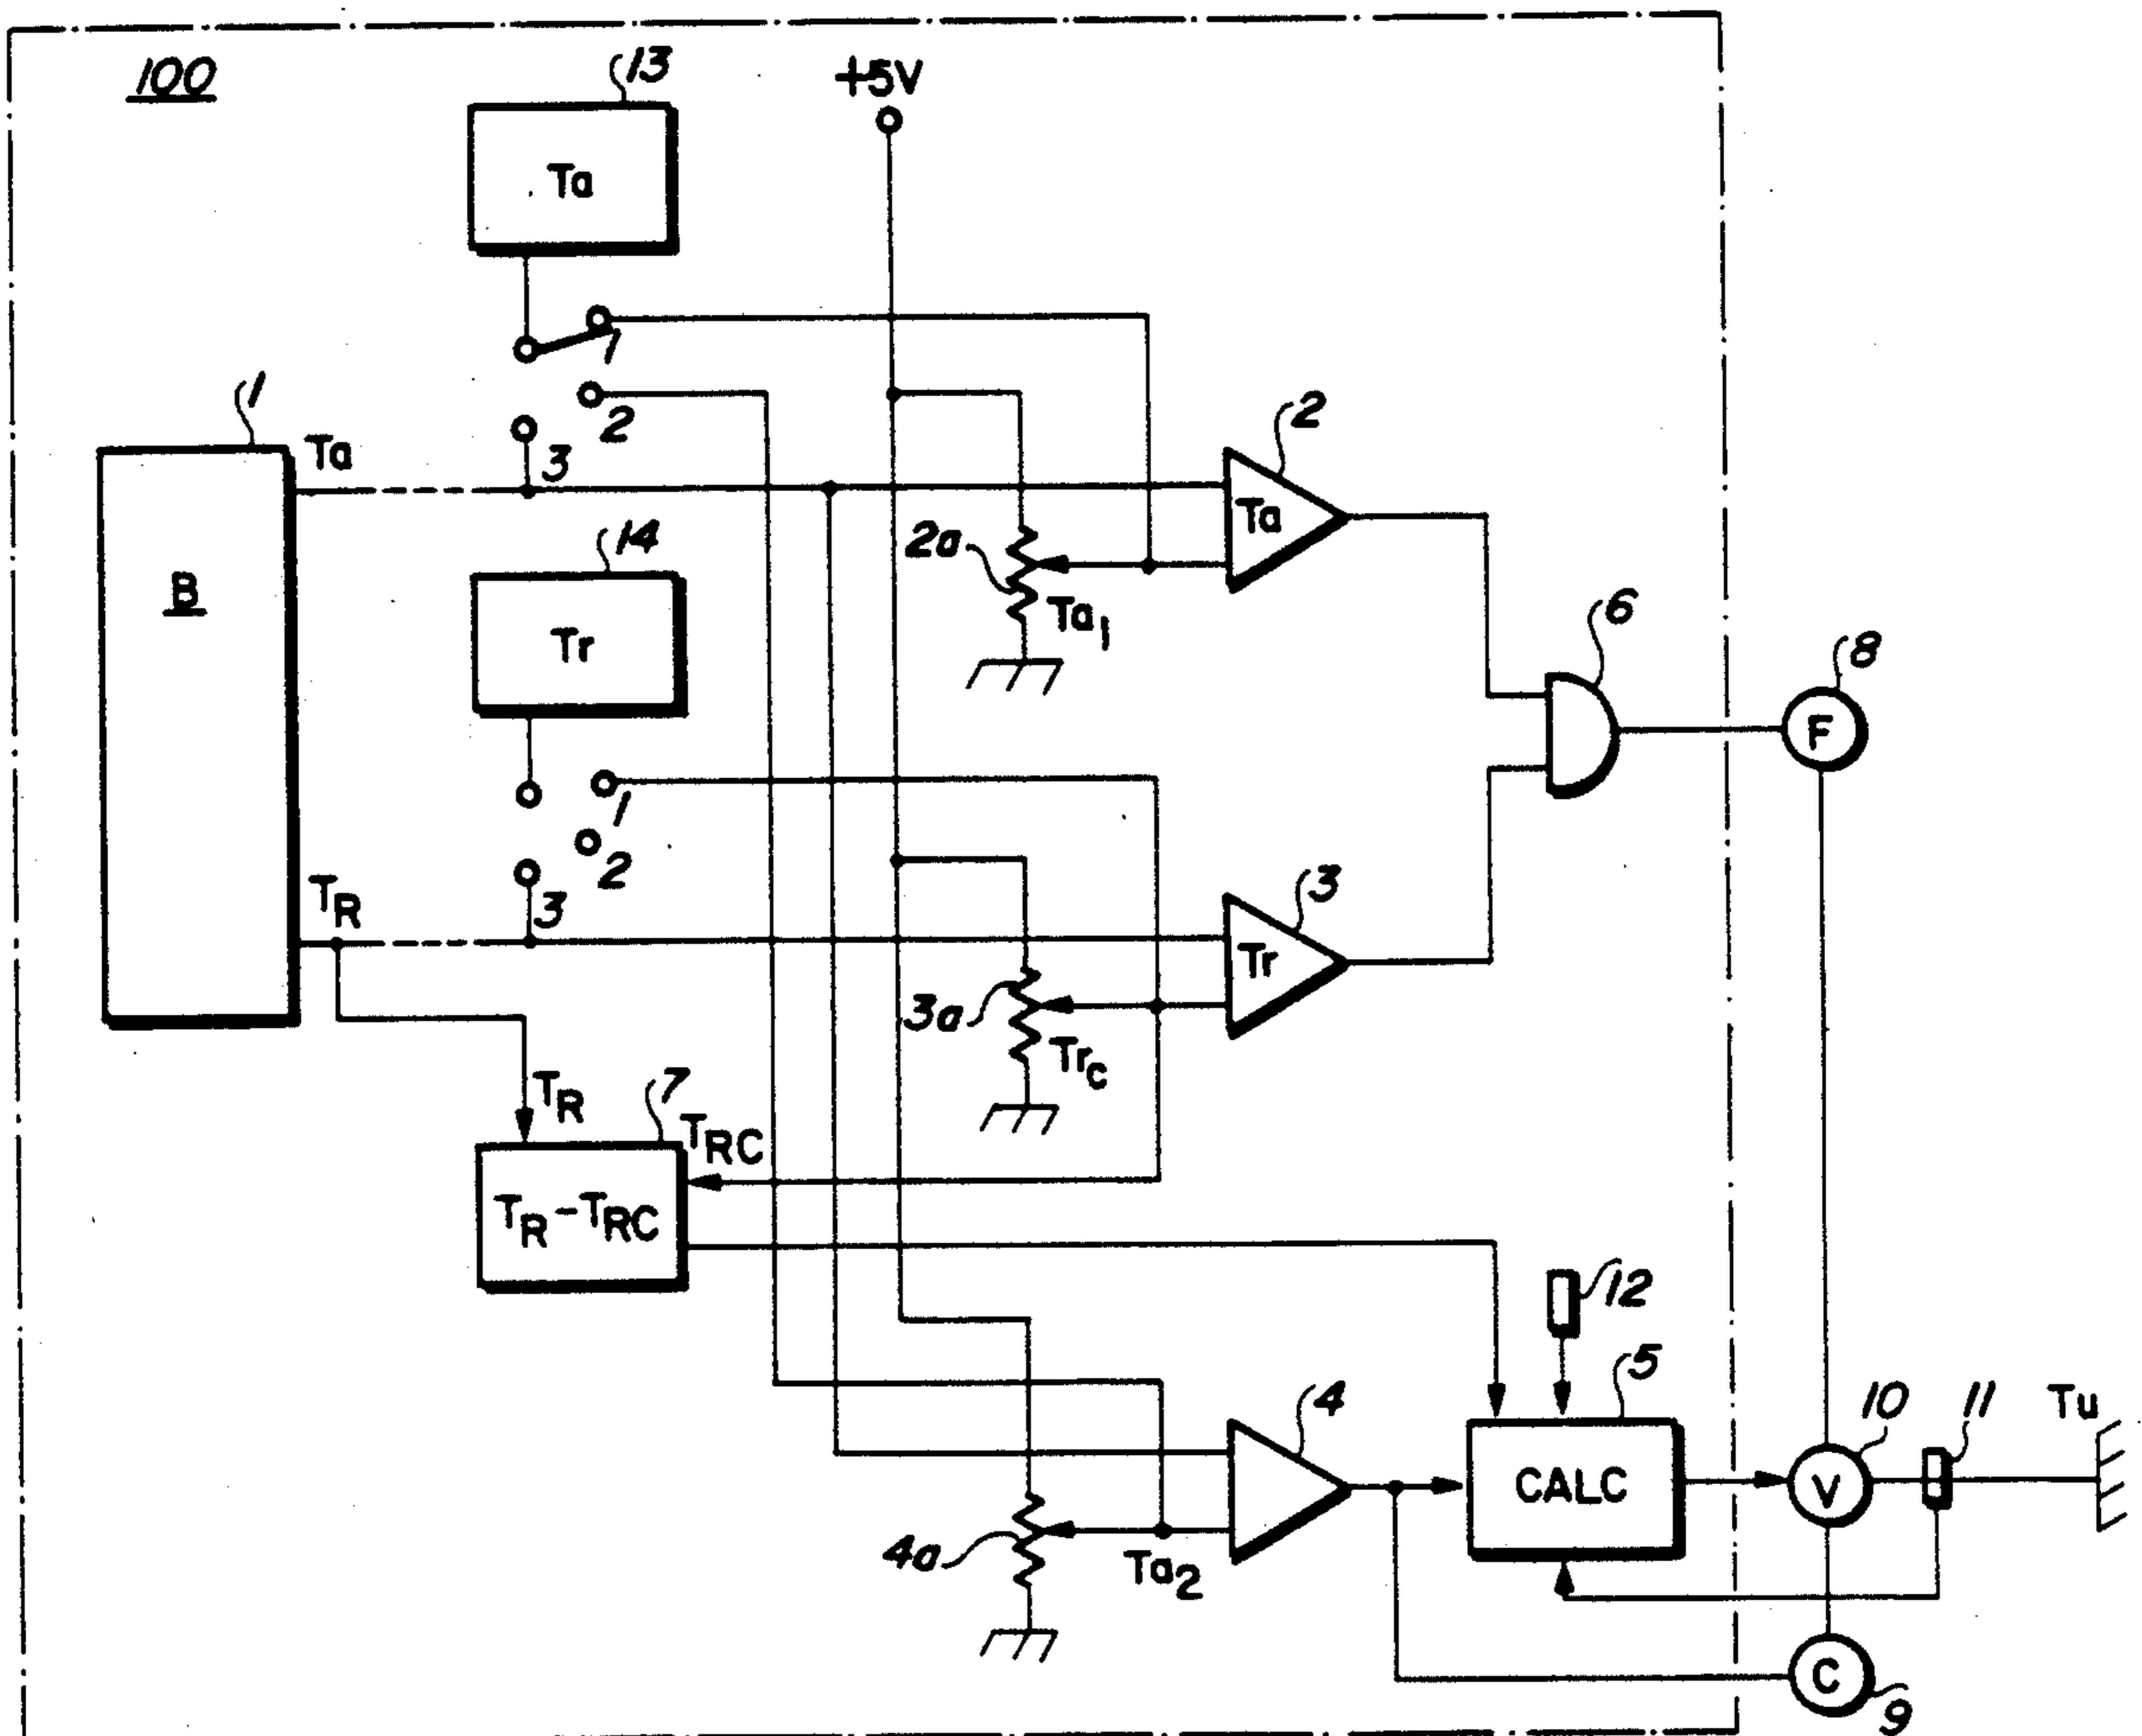 100
13
+5V
Ta
1
2
1
Ta
3
2
Ta
2a
14
Ta1
B
Tr
6
8
F
1
2
TR
3
3
Tr
3a
Trc
TR
7
TRC
TR-TRC
12
5
4
10
11
Tu
CALC
V
4a
Ta2
C
9